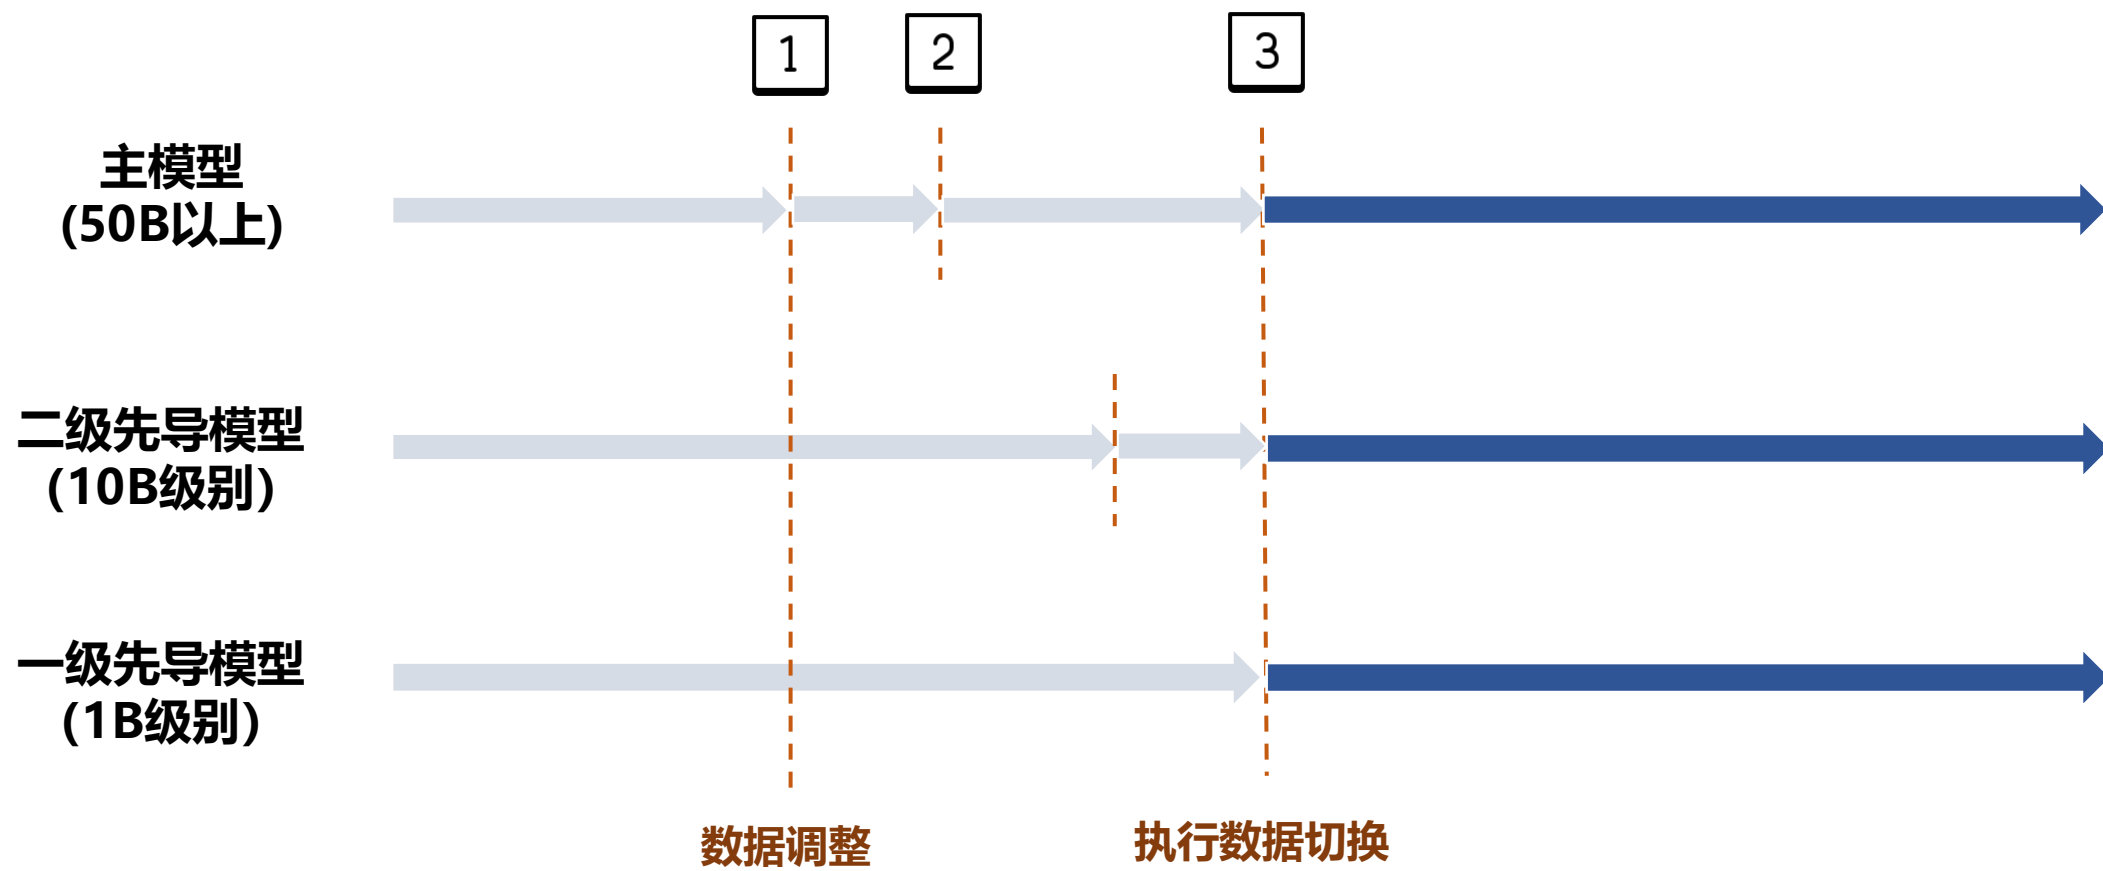 1
2
3
主模型
(50B以上)
二级先导模型
(10B级别)
一级先导模型
(1B级别)
数据调整
执行数据切换